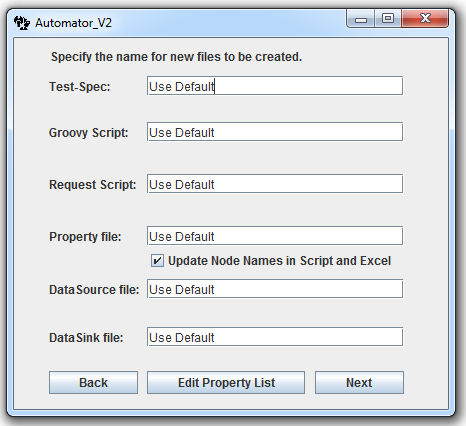 Automator_V2
Specify the name for new files to be created.
Test-Spec: Use Default
Groovy Script: Use Default
Request Script: Use Default
Property file: Use Default
Update Node Names in Script and Excel
DataSource file: Use Default
DataSink file: Use Default
Back Edit Property List Next